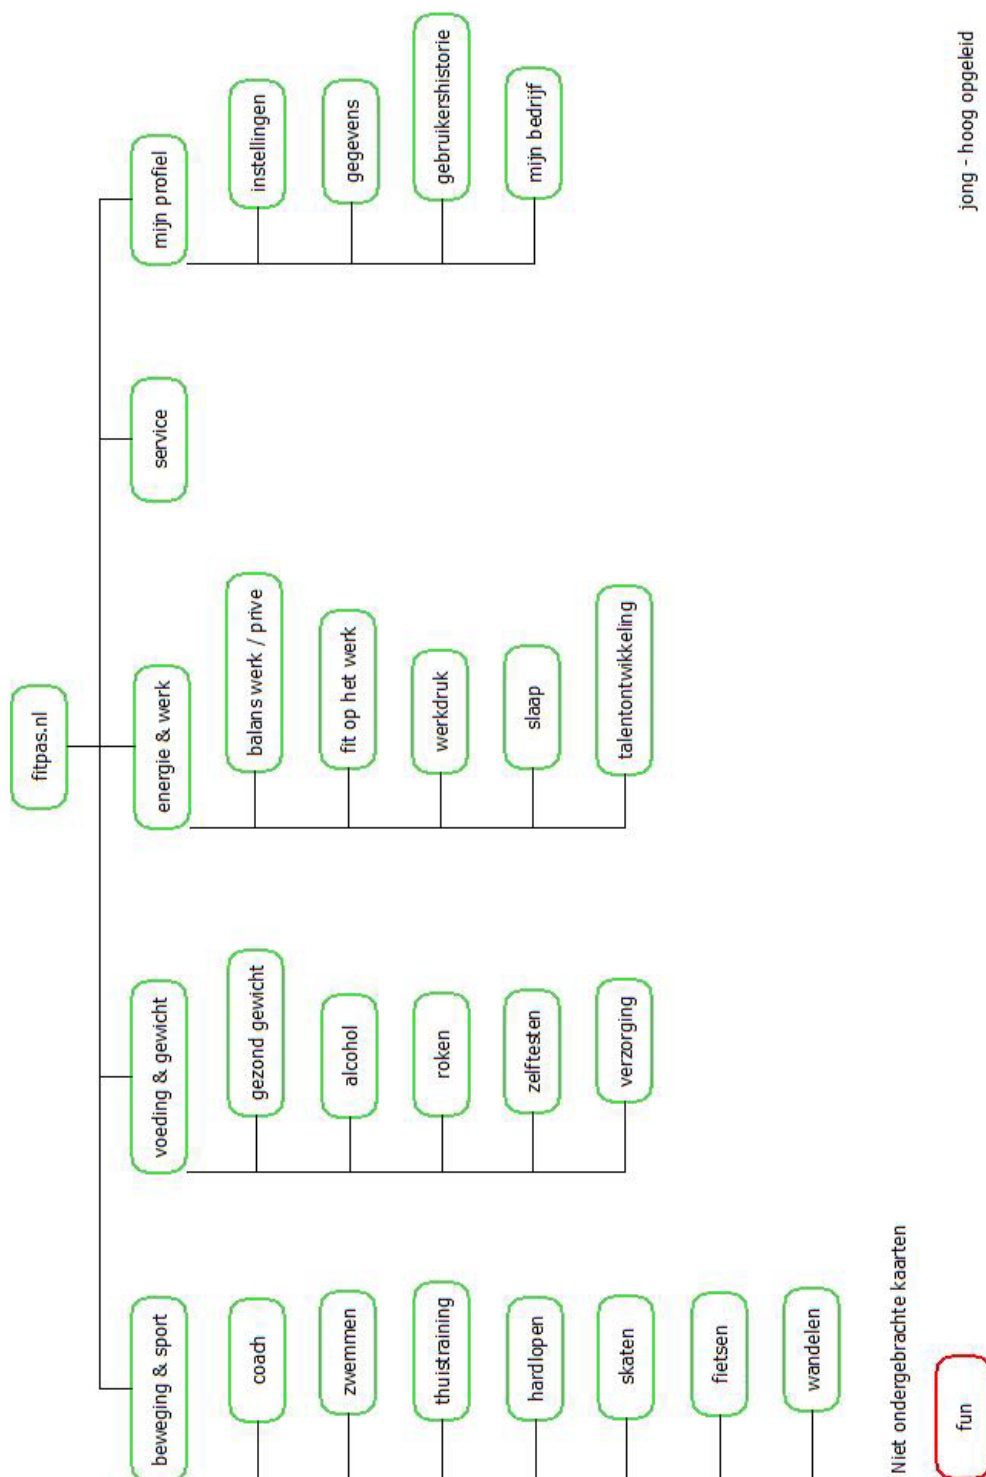 fitpas.nl
beweging & sport
coach
zwemmen
thuistraining
hardlopen
skaten
fietsen
wandelen
voeding & gewicht
gezond gewicht
alcohol
roken
zelftesten
verzorging
energie & werk
balans werk / prive
fit op het werk
werkdruk
slaap
talentontwikkeling
service
mijn profiel
instellingen
gegevens
gebruikershistorie
mijn bedrijf
Niet ondergebrachte kaarten
fun
jong - hoog opgeleid